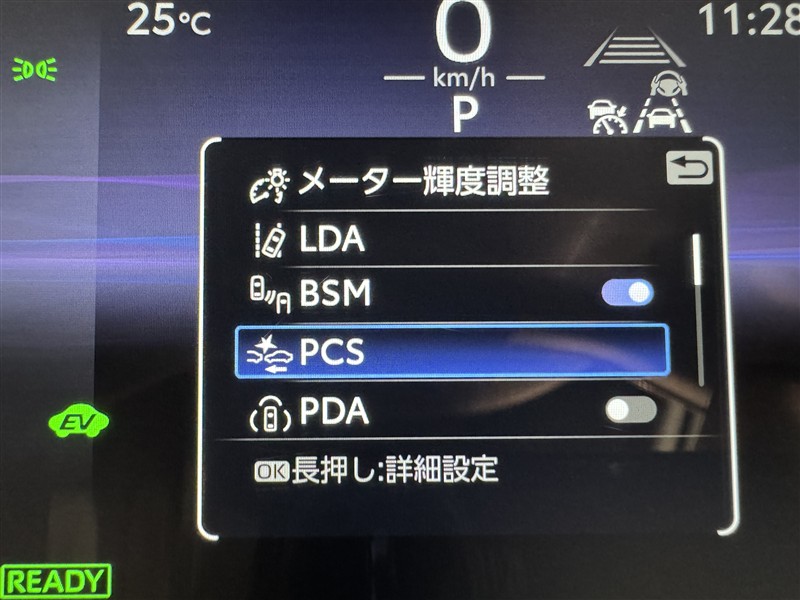 25℃
0
11:28
km/h
P
メーター輝度調整
LDA
BSM
PCS
PDA
EV
OK長押し:詳細設定
READY